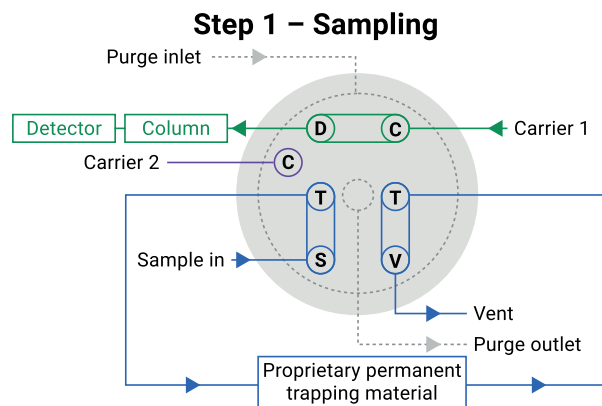 Step 1 – Sampling
Purge inlet
Detector
Column
D
C
Carrier 1
Carrier 2
C
T
T
Sample in
S
V
Vent
Purge outlet
Proprietary permanent
trapping material